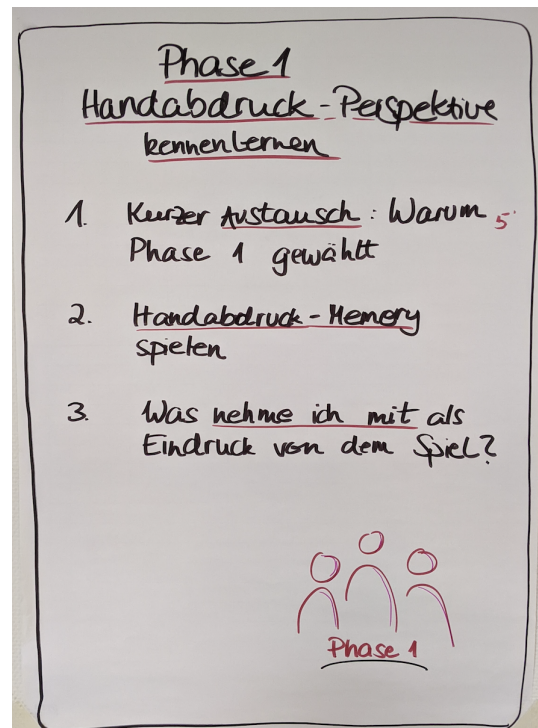 Phase 1
Handabdruck - Perspektive
kennenlernen
1. Kurzer Austausch : Warum 5'
Phase 1 gewählt
2. Handabdruck - Memory
spielen
3. Was nehme ich mit als
Eindruck von dem Spiel?
Phase 1